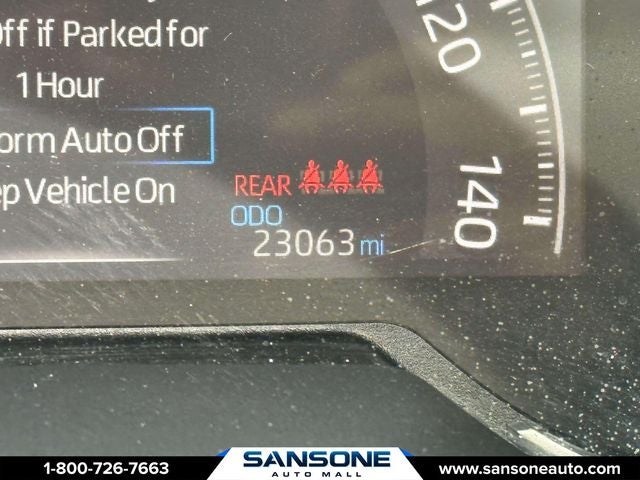 Off if Parked for
1 Hour
orm Auto Off
ep Vehicle On
REAR
ODO
23063 mi
120
140
1-800-726-7663
SANSONE
AUTO MALL
www.sansoneauto.com